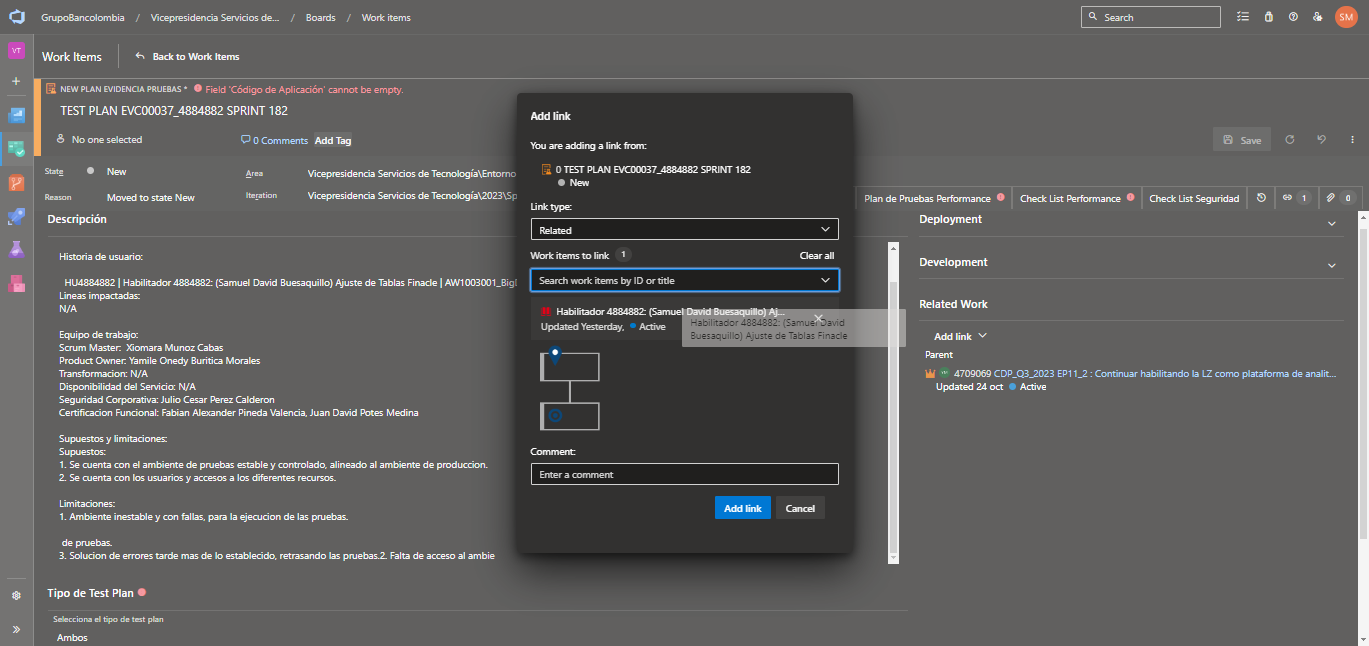 GrupoBancolombia / Vicepresidencia Servicios de... / Boards / Work items
Search
SM
VT
Work Items
Back to Work Items
NEW PLAN EVIDENCIA PRUEBAS * Field 'Código de Aplicación' cannot be empty.
TEST PLAN EVC00037_4884882 SPRINT 182
No one selected
0 Comments
Add Tag
Save
State
New
Area
Vicepresidencia Servicios de Tecnología\Entorno
Reason
Moved to state New
Iteration
Vicepresidencia Servicios de Tecnología\2023\Sp
Plan de Pruebas Performance
Check List Performance
Check List Seguridad
1
0
Descripción
Historia de usuario:
HU4884882 | Habilitador 4884882: (Samuel David Buesaquillo) Ajuste de Tablas Finacle | AW1003001_Big
Lineas impactadas:
N/A
Equipo de trabajo:
Scrum Master: Xiomara Munoz Cabas
Product Owner: Yamile Onedy Buritica Morales
Transformacion: N/A
Disponibilidad del Servicio: N/A
Seguridad Corporativa: Julio Cesar Perez Calderon
Certificacion Funcional: Fabian Alexander Pineda Valencia, Juan David Potes Medina
Supuestos y limitaciones:
Supuestos:
1. Se cuenta con el ambiente de pruebas estable y controlado, alineado al ambiente de produccion.
2. Se cuenta con los usuarios y accesos a los diferentes recursos.
Limitaciones:
1. Ambiente inestable y con fallas, para la ejecucion de las pruebas.
de pruebas.
3. Solucion de errores tarde mas de lo establecido, retrasando las pruebas.2. Falta de acceso al ambie
Tipo de Test Plan
Selecciona el tipo de test plan
Ambos
Add link
You are adding a link from:
0 TEST PLAN EVC00037_4884882 SPRINT 182
New
Link type:
Related
Work items to link 1
Clear all
Search work items by ID or title
Habilitador 4884882: (Samuel David Buesaquillo) Aj...
Updated Yesterday, Active
Habilitador 4884882: (Samuel David
Buesaquillo) Ajuste de Tablas Finacle
Comment:
Enter a comment
Add link
Cancel
Deployment
Development
Related Work
Add link
Parent
4709069 CDP_Q3_2023 EP11_2 : Continuar habilitando la LZ como plataforma de analit...
Updated 24 oct Active